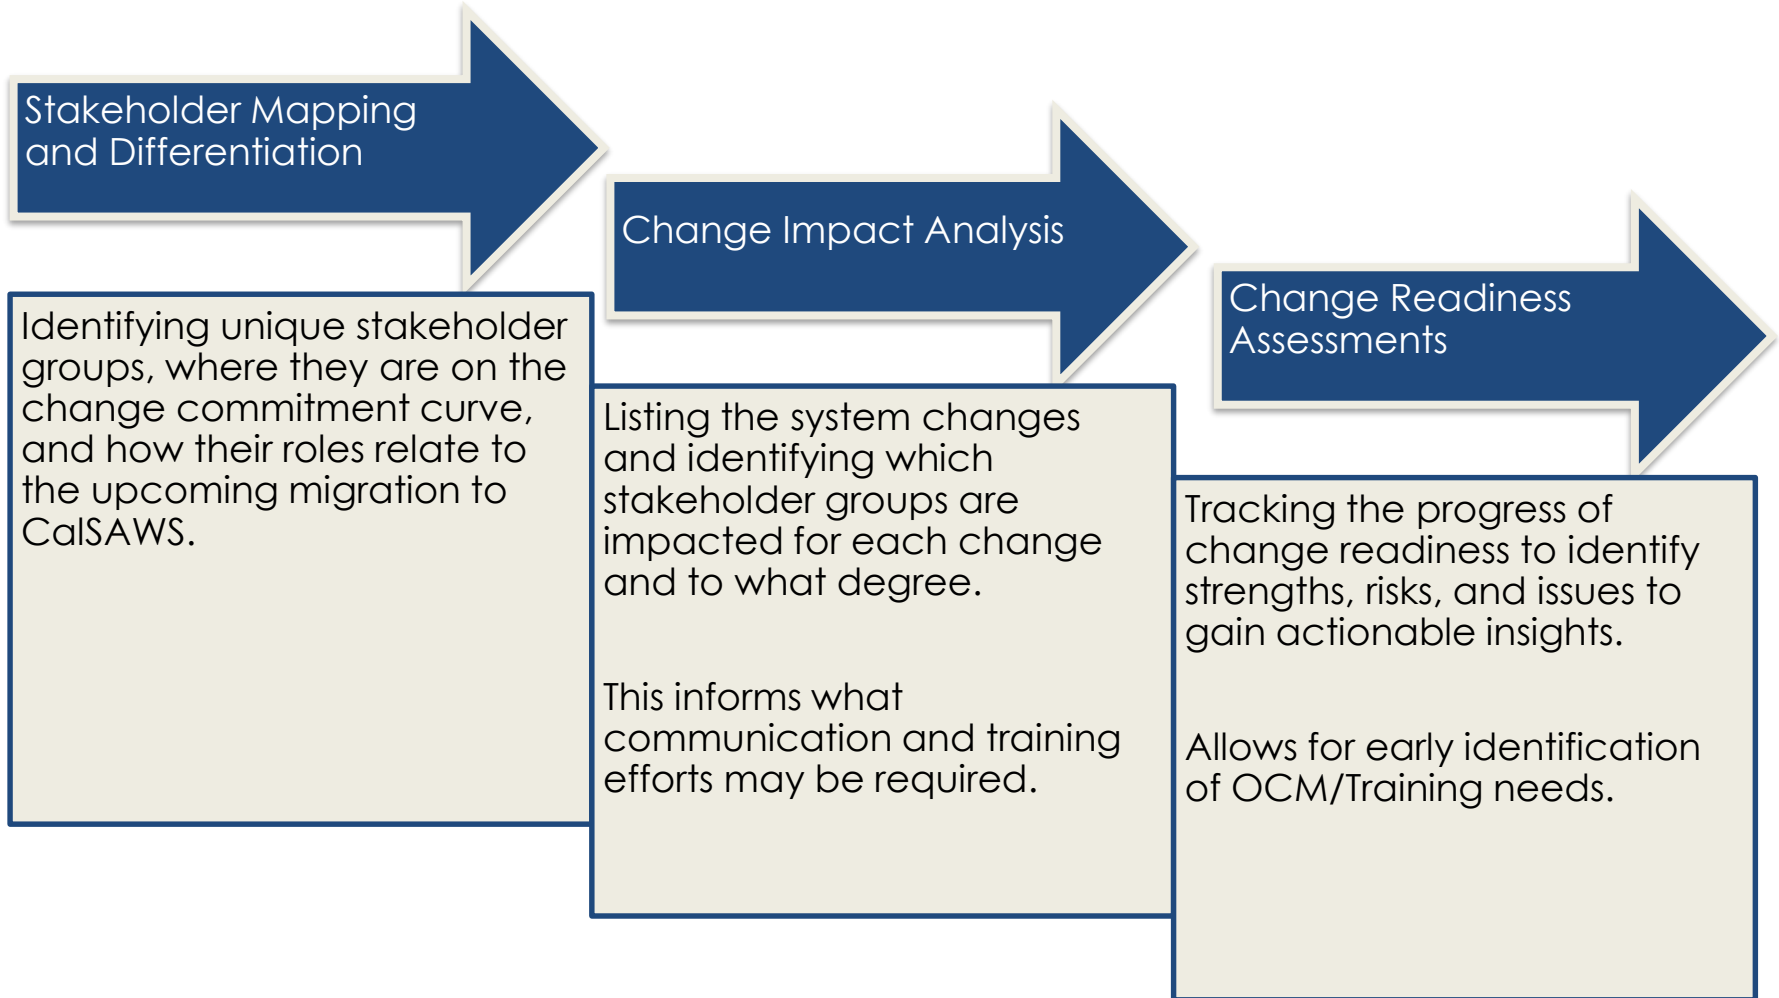 Stakeholder Mapping
and Differentiation
Identifying unique stakeholder
groups, where they are on the
change commitment curve,
and how their roles relate to
the upcoming migration to
CalSAWS.
Change Impact Analysis
Listing the system changes
and identifying which
stakeholder groups are
impacted for each change
and to what degree.
This informs what
communication and training
efforts may be required.
Change Readiness
Assessments
Tracking the progress of
change readiness to identify
strengths, risks, and issues to
gain actionable insights.
Allows for early identification
of OCM/Training needs.